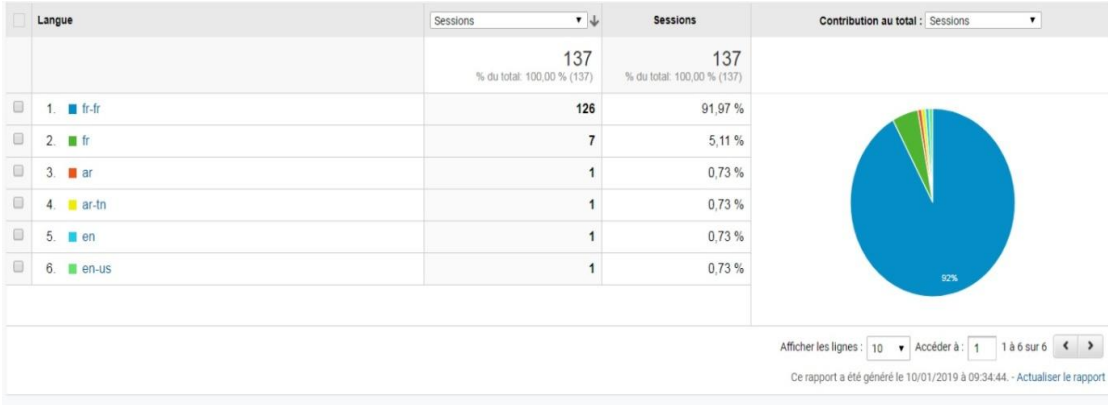 Langue Sessions Sessions Contribution au total : Sessions
137 137
% du total: 100,00 % (137) % du total: 100,00 % (137)
1. fr-fr 126 91,97 %
2. fr 7 5,11 %
3. ar 1 0,73 %
4. ar-tn 1 0,73 %
5. en 1 0,73 %
6. en-us 1 0,73 %
92%
Afficher les lignes : 10 Accéder à : 1 1 à 6 sur 6
Ce rapport a été généré le 10/01/2019 à 09:34:44. - Actualiser le rapport